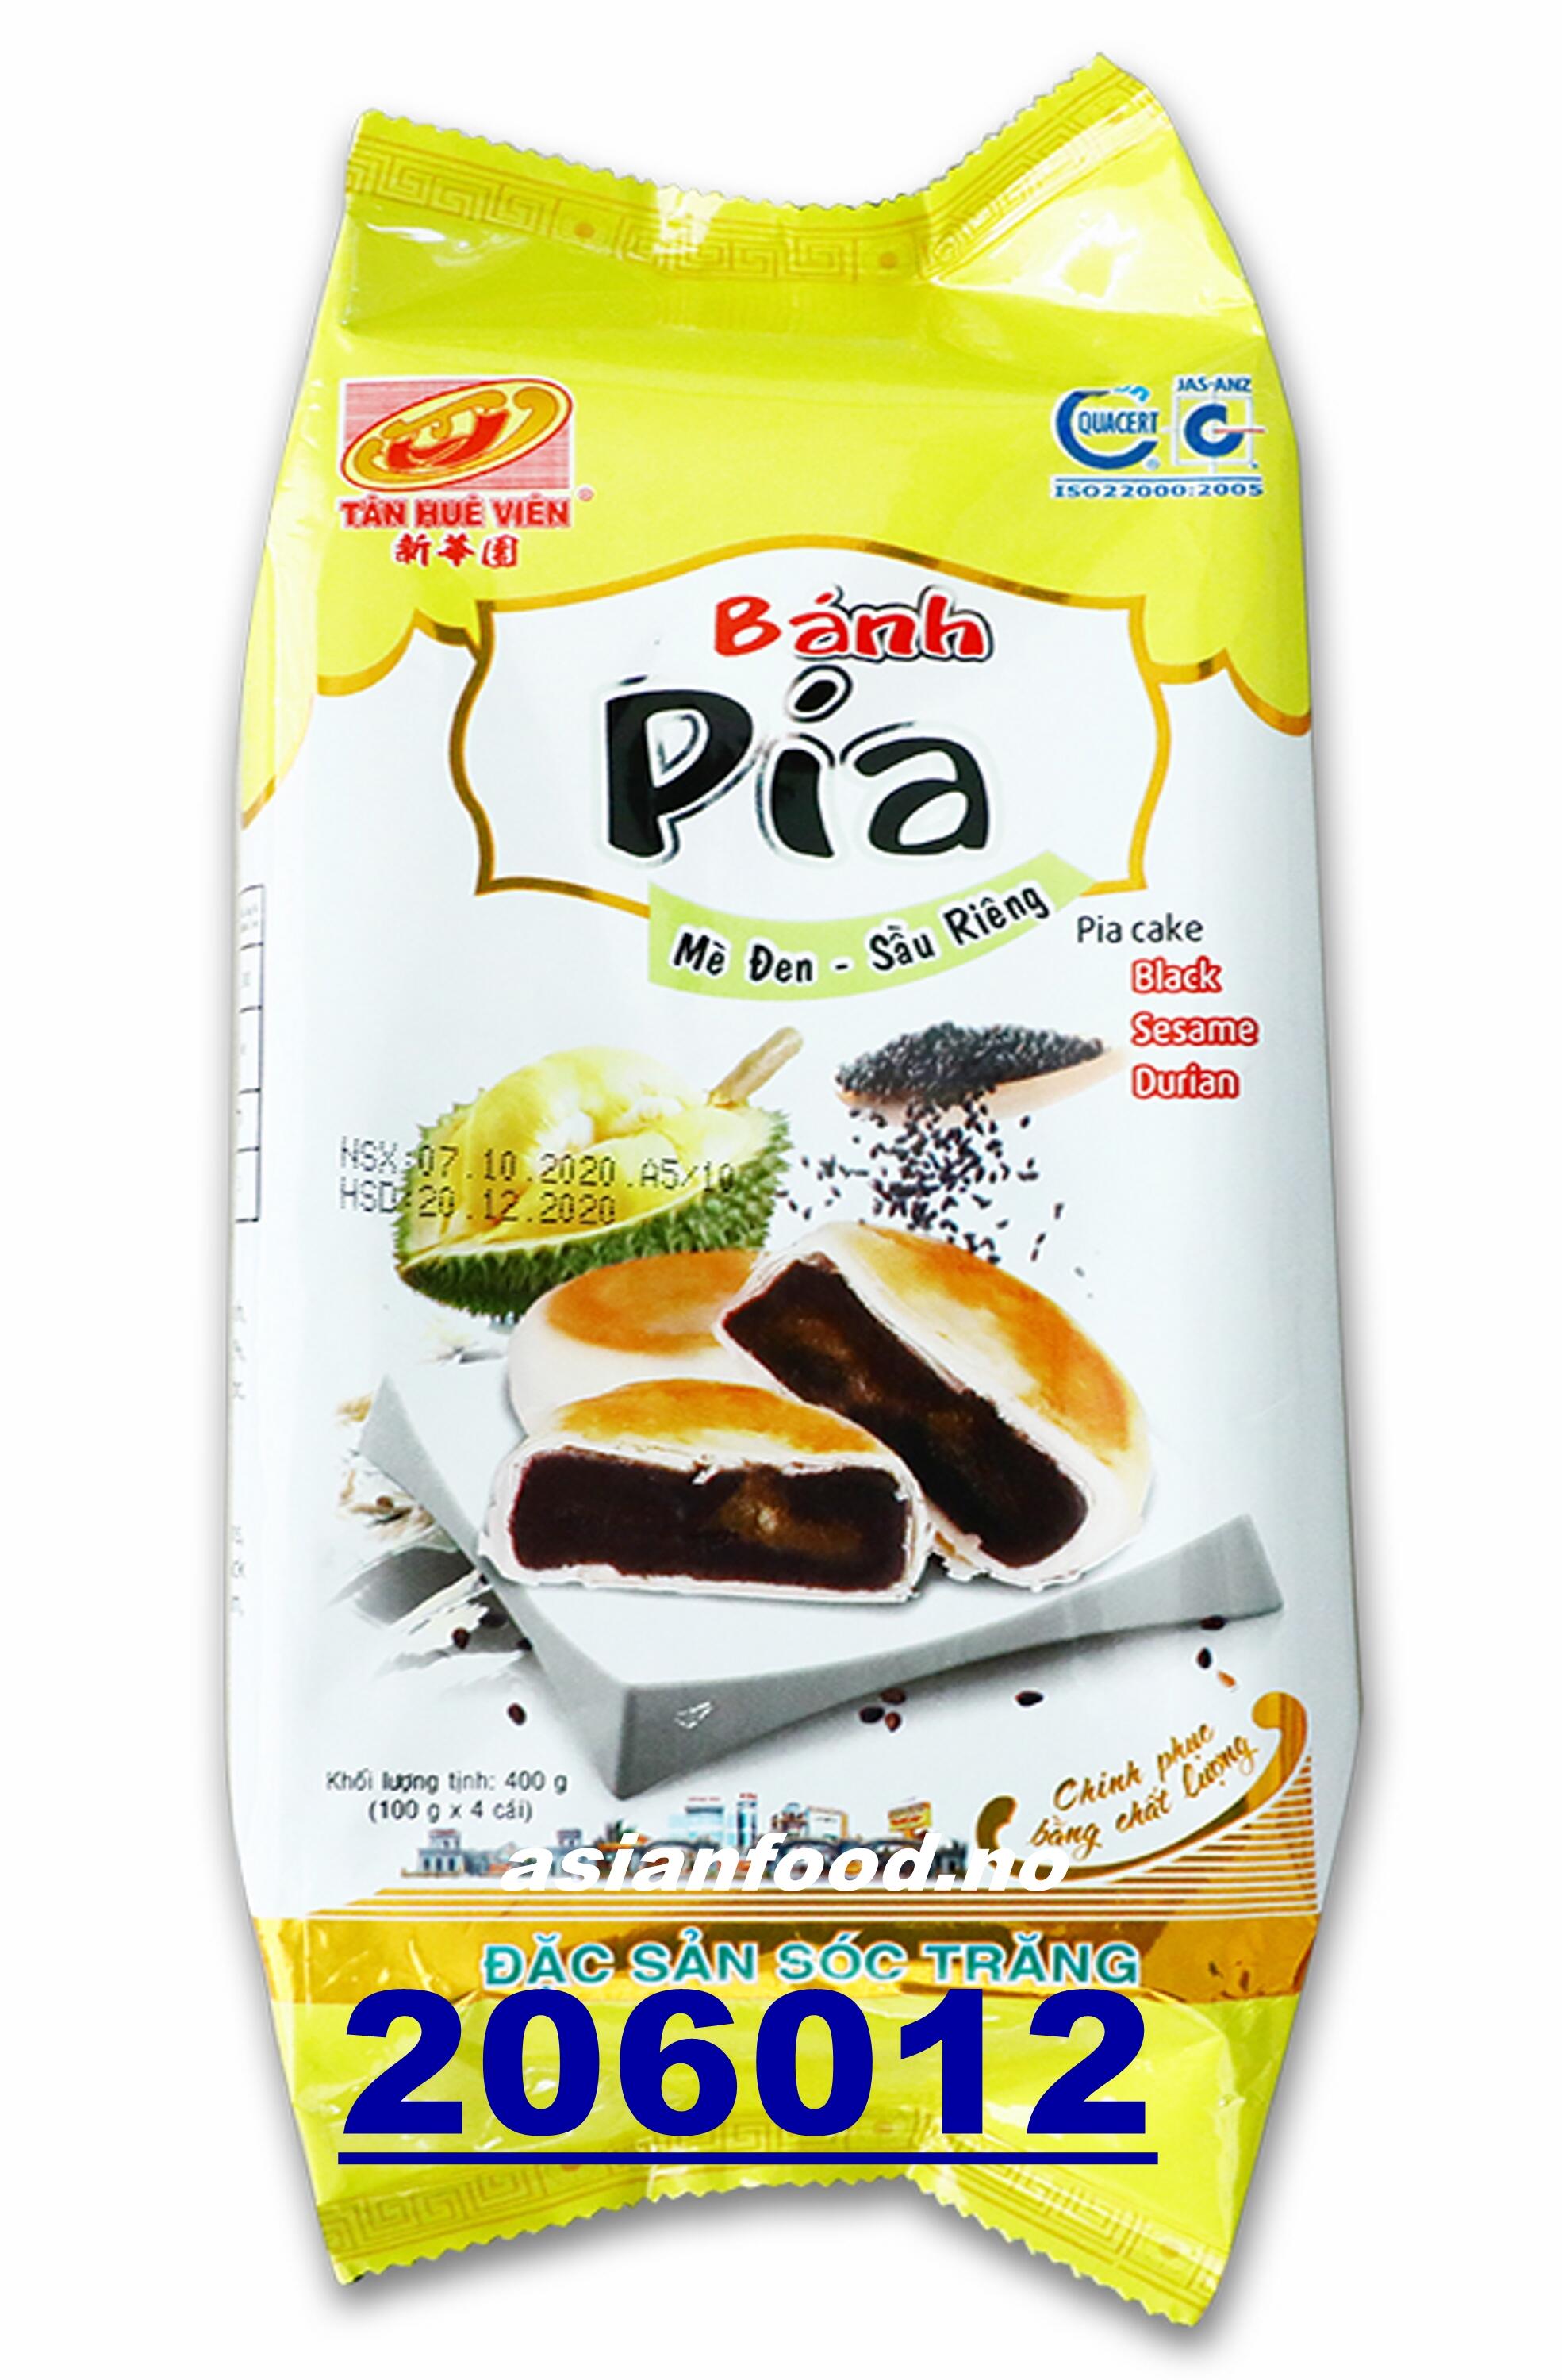 TÂN HUÊ VIÊN ®
新華園
QUACERT
JAS-ANZ
ISO22000:2005
Bánh
Pía
Mè Đen - Sầu Riêng
Pia cake
Black
Sesame
Durian
NSX:07.10.2020.A5/10
HSD:20.12.2020
Khối lượng tịnh: 400 g
(100 g x 4 cái)
Chinh phục
bằng chất lượng
asianfood.no
ĐẶC SẢN SÓC TRĂNG
206012